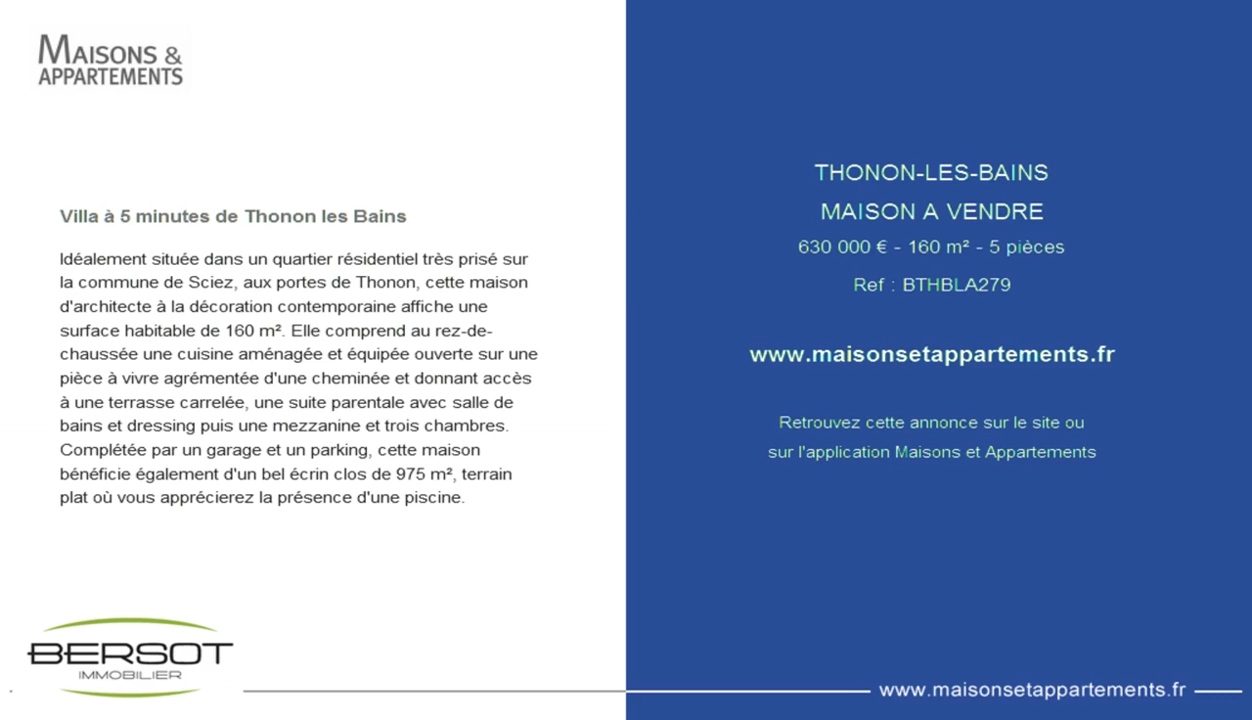 MAISONS &
APPARTEMENTS
Villa à 5 minutes de Thonon les Bains
Idéalement située dans un quartier résidentiel très prisé sur
la commune de Sciez, aux portes de Thonon, cette maison
d'architecte à la décoration contemporaine affiche une
surface habitable de 160 m². Elle comprend au rez-de-
chaussée une cuisine aménagée et équipée ouverte sur une
pièce à vivre agrémentée d'une cheminée et donnant accès
à une terrasse carrelée, une suite parentale avec salle de
bains et dressing puis une mezzanine et trois chambres.
Complétée par un garage et un parking, cette maison
bénéficie également d'un bel écrin clos de 975 m², terrain
plat où vous apprécierez la présence d'une piscine.
BERSOT
IMMOBILIER
THONON-LES-BAINS
MAISON A VENDRE
630 000 € - 160 m² - 5 pièces
Ref : BTHBLA279
www.maisonsetappartements.fr
Retrouvez cette annonce sur le site ou
sur l'application Maisons et Appartements
www.maisonsetappartements.fr